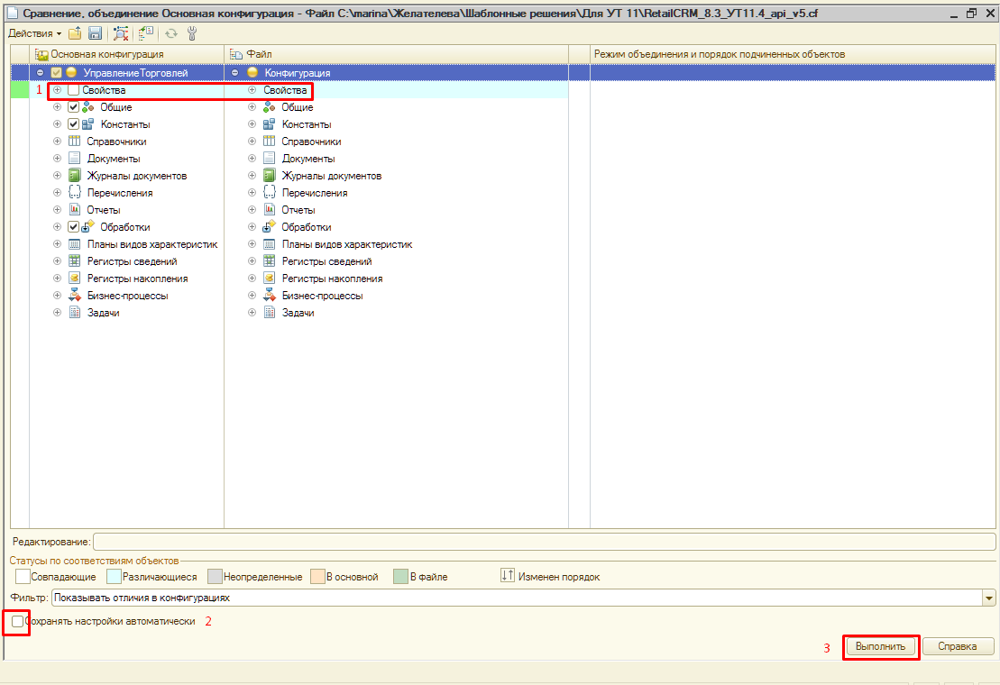 Сравнение, объединение Основная конфигурация - Файл C:\marina\Желателева\Шаблонные решения\Для УТ 11\RetailCRM_8.3_УТ11.4_api_v5.cf
Действия
Основная конфигурация Файл Режим объединения и порядок подчиненных объектов
УправлениеТорговлей Конфигурация
1 Свойства Свойства
Общие Общие
Константы Константы
Справочники Справочники
Документы Документы
Журналы документов Журналы документов
Перечисления Перечисления
Отчеты Отчеты
Обработки Обработки
Планы видов характеристик Планы видов характеристик
Регистры сведений Регистры сведений
Регистры накопления Регистры накопления
Бизнес-процессы Бизнес-процессы
Задачи Задачи
Редактирование:
Статусы по соответствиям объектов
Совпадающие Различающиеся Неопределенные В основной В файле Изменен порядок
Фильтр: Показывать отличия в конфигурациях
Сохранять настройки автоматически 2
3 Выполнить Справка